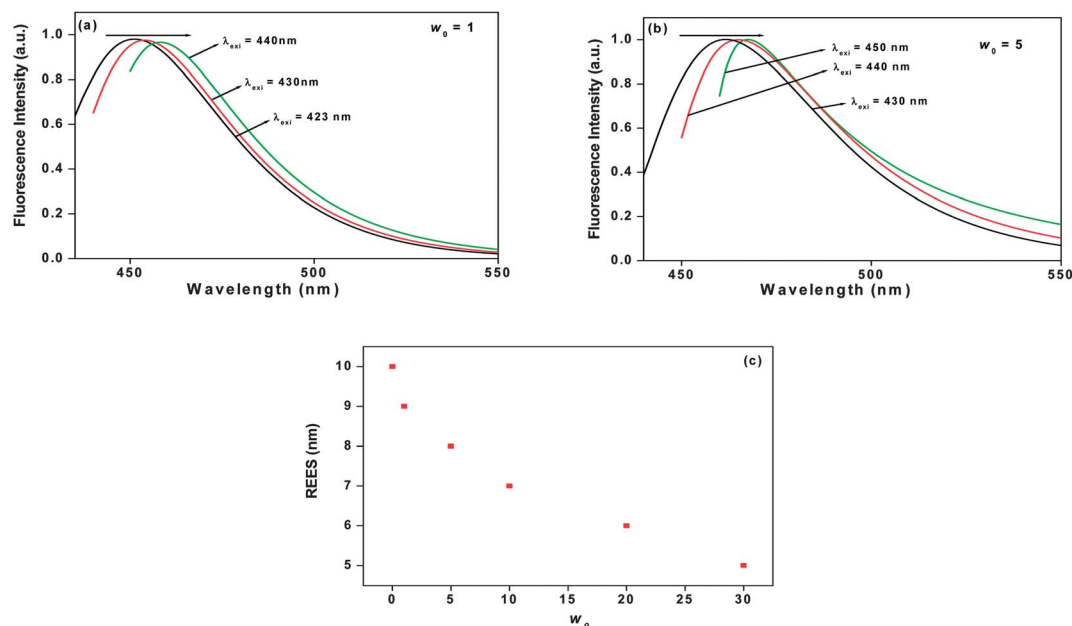 (a)
w₀ = 1
λexi = 440nm
λexi = 430nm
λexi = 423 nm
Fluorescence Intensity (a.u.)
1.0
0.8
0.6
0.4
0.2
0.0
450
500
550
Wavelength (nm)
(b)
w₀ = 5
λexi = 450 nm
λexi = 440 nm
λexi = 430 nm
Fluorescence Intensity (a.u.)
1.0
0.8
0.6
0.4
0.2
0.0
450
500
550
Wavelength (nm)
(c)
REES (nm)
10
9
8
7
6
5
0
5
10
15
20
25
30
w₀